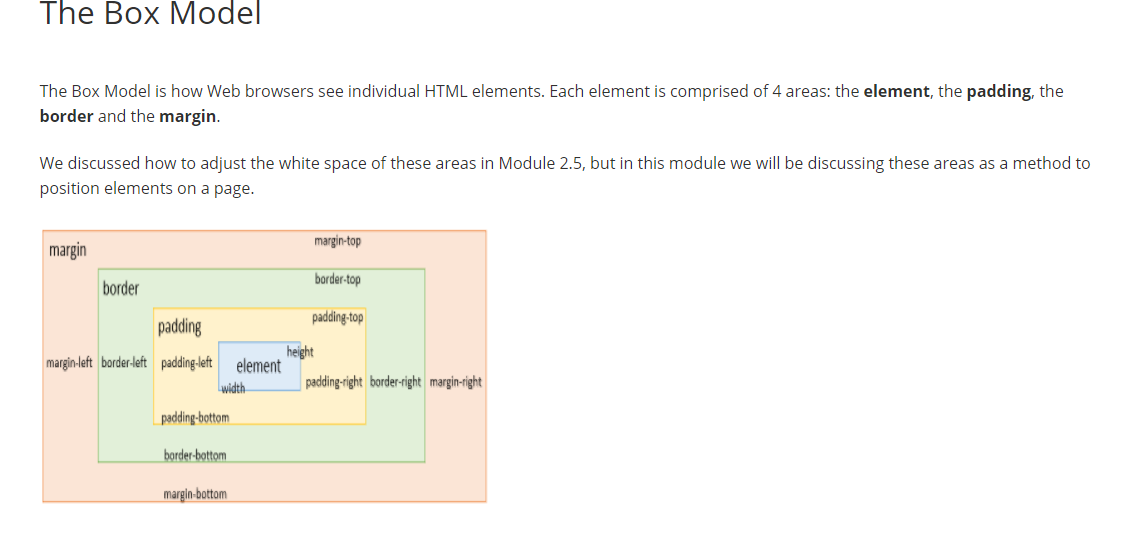 The Box Model
The Box Model is how Web browsers see individual HTML elements. Each element is comprised of 4 areas: the element, the padding, the
border and the margin.
We discussed how to adjust the white space of these areas in Module 2.5, but in this module we will be discussing these areas as a method to
position elements on a page.
margin
margin-top
border
border-top
padding
padding-top
margin-left border-left padding-left element height
width
padding-right border-right margin-right
padding-bottom
border-bottom
margin-bottom